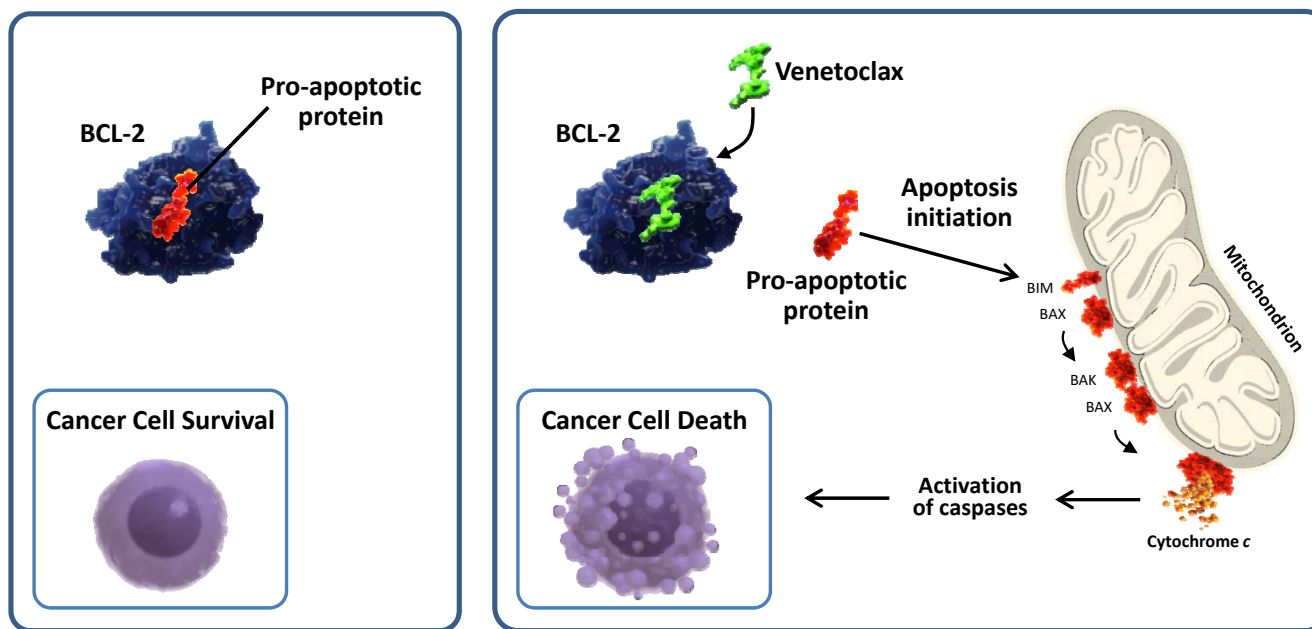 Pro-apoptotic
protein
BCL-2
Cancer Cell Survival
Venetoclax
BCL-2
Apoptosis
initiation
Pro-apoptotic
protein
Mitochondrion
BIM
BAX
BAK
BAX
Cancer Cell Death
Activation
of caspases
Cytochrome c